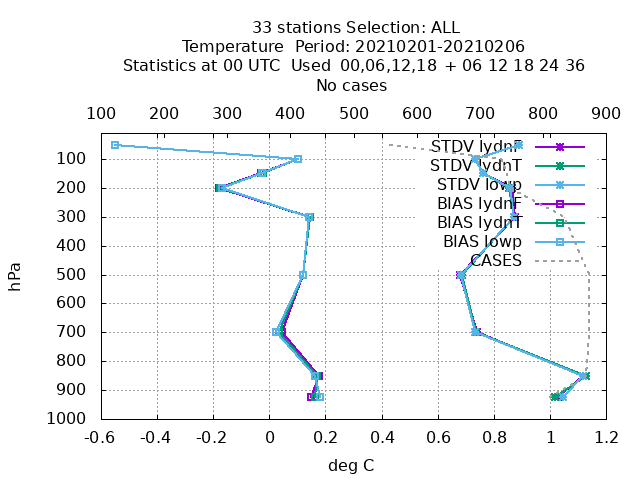 33 stations Selection: ALL
Temperature  Period: 20210201-20210206
Statistics at 00 UTC  Used  00,06,12,18  + 06 12 18 24 36
No cases
100 200 300 400 500 600 700 800 900
STDV lydnF
STDV lydnT
STDV lowp
BIAS lydnF
BIAS lydnT
BIAS lowp
CASES
hPa
100
200
300
400
500
600
700
800
900
1000
-0.6 -0.4 -0.2 0 0.2 0.4 0.6 0.8 1 1.2
deg C